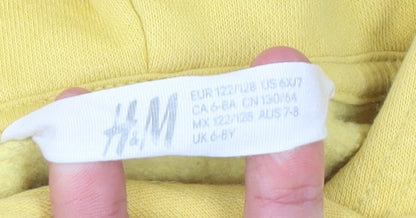 H&M
EUR 122/128 US 6X/7
CA 6-8A CN 130/64
MX 122/128 AUS 7-8
UK 6-8Y